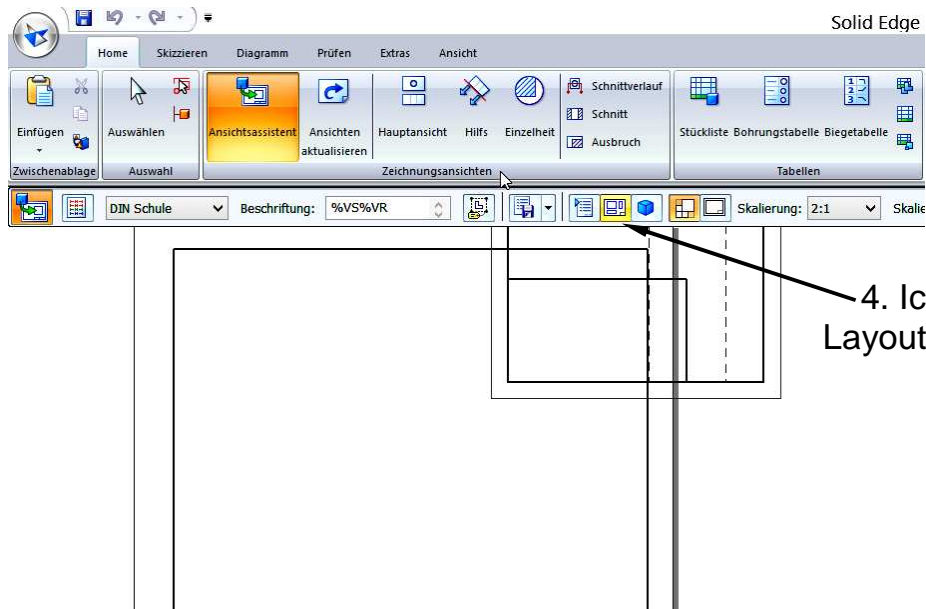 Solid Edge
Home Skizzieren Diagramm Prüfen Extras Ansicht
Einfügen
Zwischenablage
Auswählen
Auswahl
Ansichtsassistent
Ansichten
aktualisieren
Hauptansicht
Hilfs
Einzelheit
Schnittverlauf
Schnitt
Ausbruch
Zeichnungsansichten
Stückliste Bohrungstabelle Biegetabelle
Tabellen
DIN Schule Beschriftung: %VS%VR Skalierung: 2:1 Skalie
4. Ic
Layout